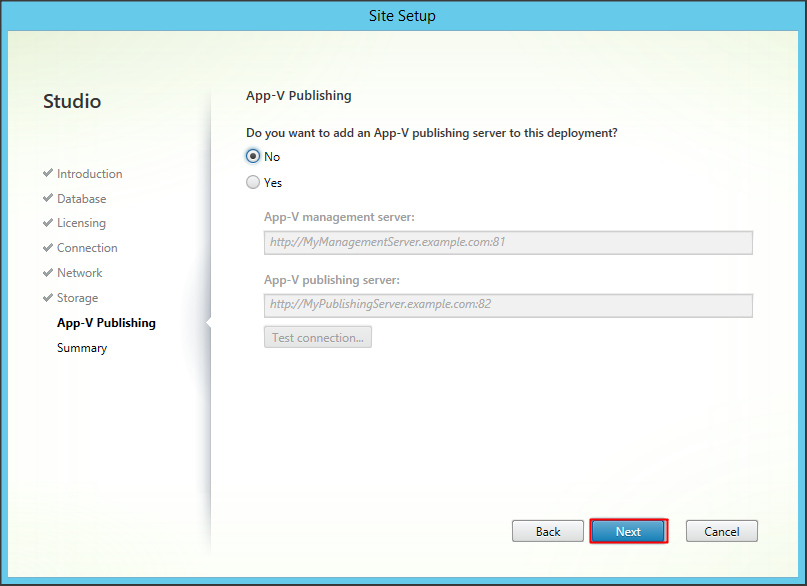 Site Setup
Studio
Introduction
Database
Licensing
Connection
Network
Storage
App-V Publishing
Summary
App-V Publishing
Do you want to add an App-V publishing server to this deployment?
No
Yes
App-V management server:
http://MyManagementServer.example.com:81
App-V publishing server:
http://MyPublishingServer.example.com:82
Test connection...
Back
Next
Cancel